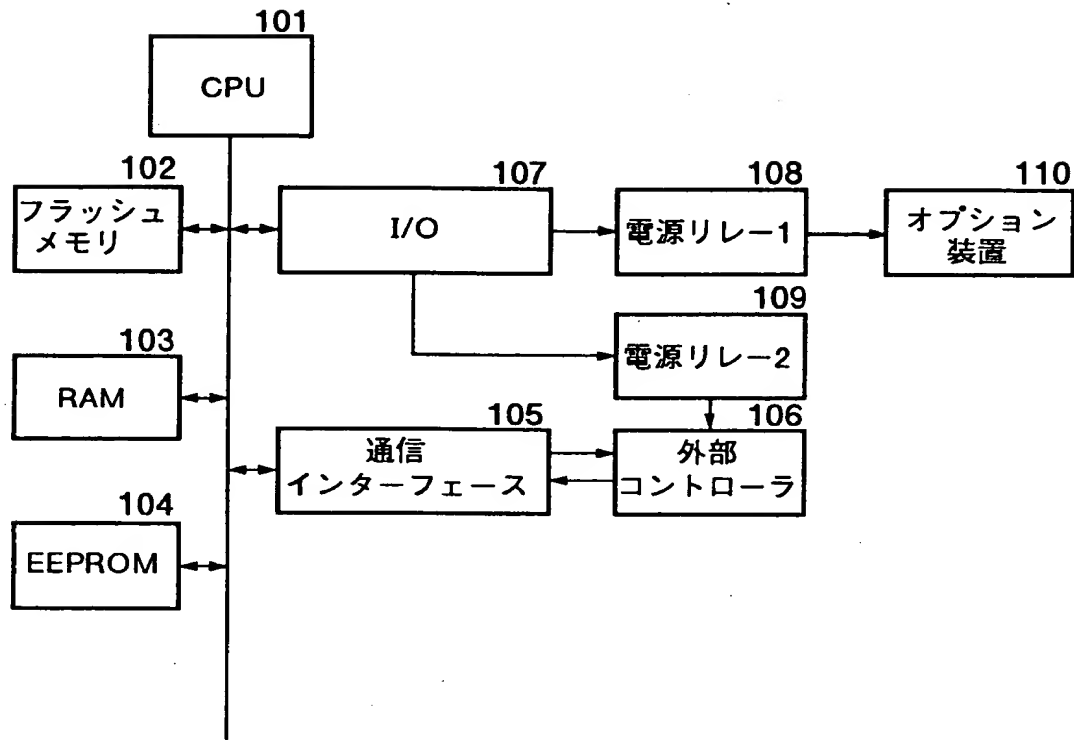 101
CPU
102
フラッシュ
メモリ
107
I/O
108
電源リレー1
110
オプション
装置
109
電源リレー2
103
RAM
105
通信
インターフェース
106
外部
コントローラ
104
EEPROM